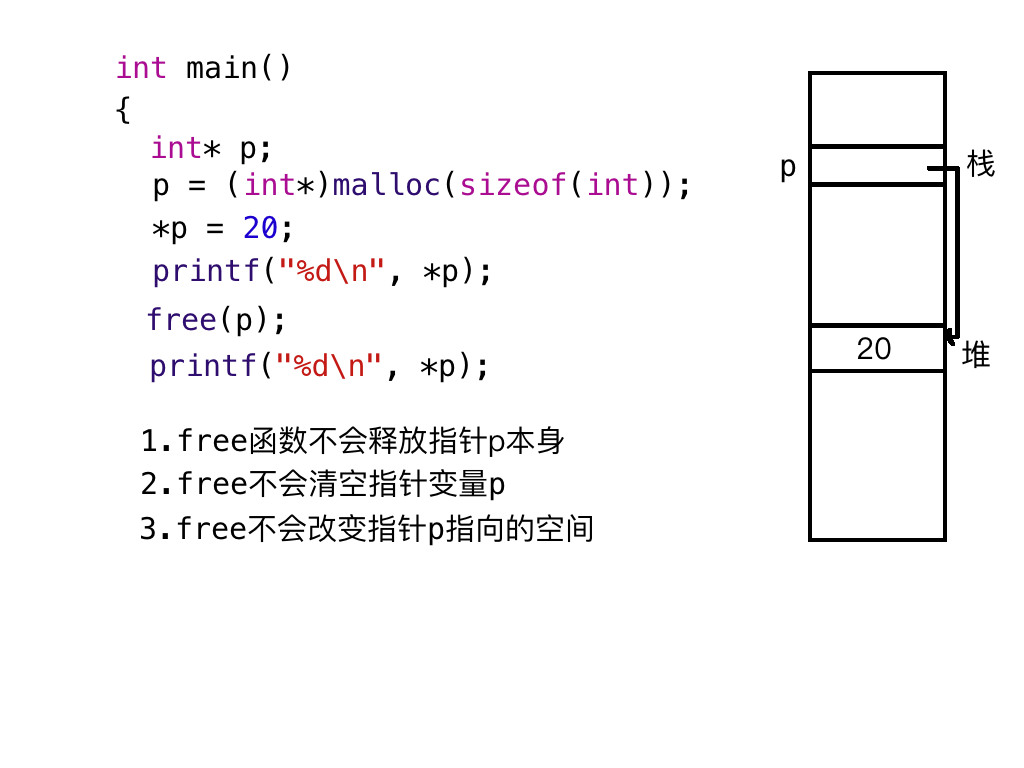 int main()
{
int* p;
p = (int*)malloc(sizeof(int));
*p = 20;
printf("%d\n", *p);
free(p);
printf("%d\n", *p);
1.free函数不会释放指针p本身
2.free不会清空指针变量p
3.free不会改变指针p指向的空间
p
栈
20
堆